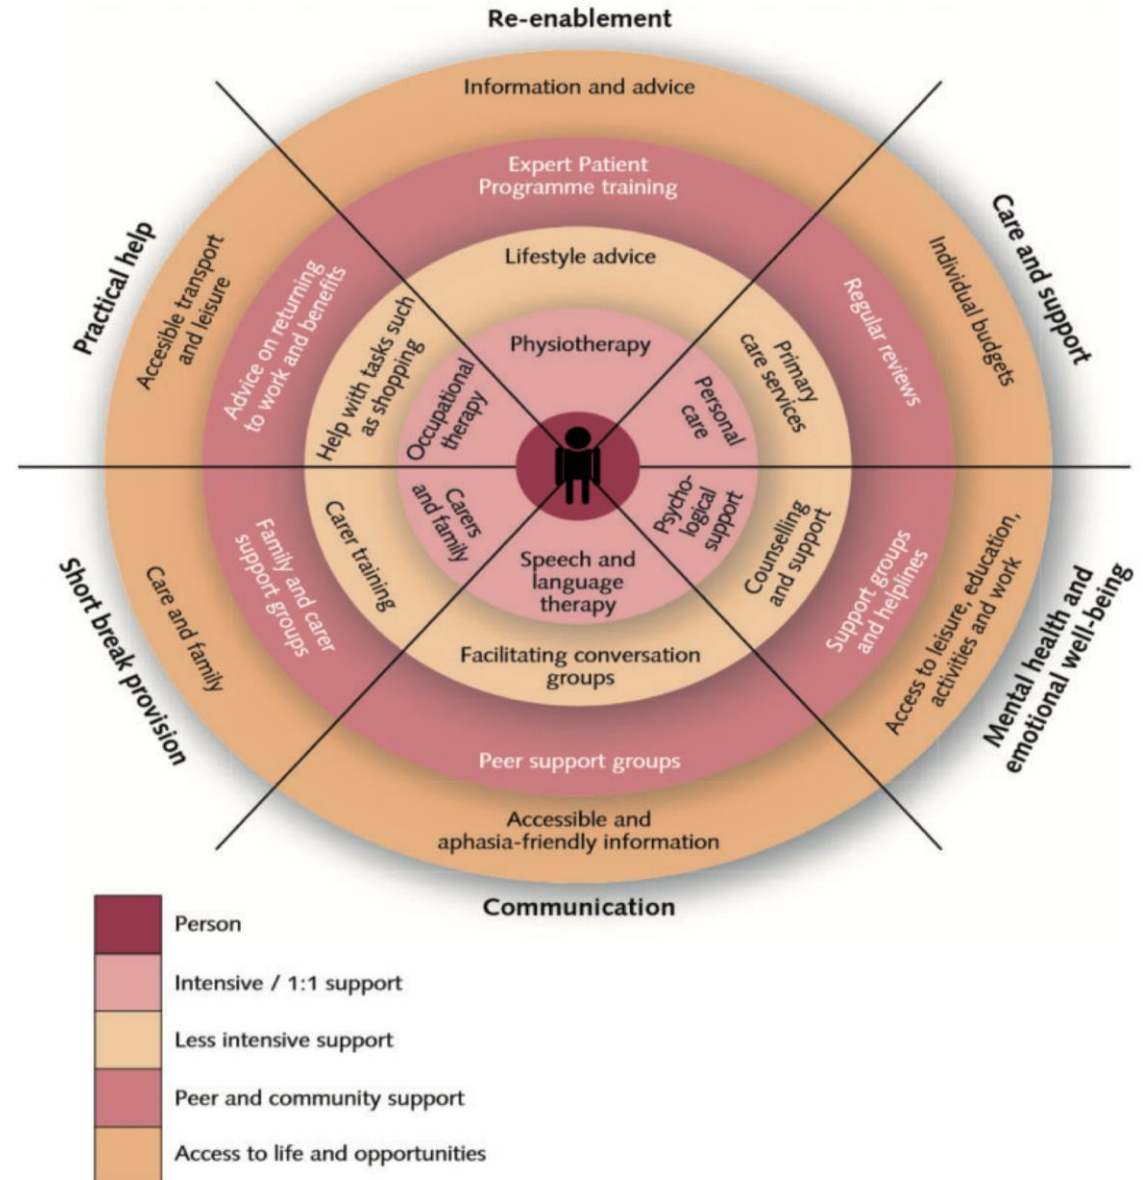 Re-enablement
Information and advice
Expert Patient
Programme training
Lifestyle advice
Physiotherapy
Practical help
Accesible transport
and leisure
Advice on returning
to work and benefits
Help with tasks such
as shopping
Occupational
therapy
Care and support
Individual budgets
Regular reviews
Primary
care services
Personal
care
Short break provision
Care and family
Family and carer
support groups
Carer training
Carers
and family
Mental health and
emotional well-being
Access to leisure, education,
activities and work
Support groups
and helplines
Counselling
and support
Psycho-
logical
support
Speech and
language
therapy
Facilitating conversation
groups
Peer support groups
Accessible and
aphasia-friendly information
Communication
Person
Intensive / 1:1 support
Less intensive support
Peer and community support
Access to life and opportunities